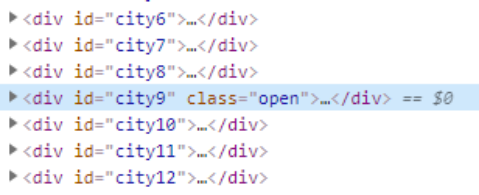 ▶<div id="city6">…</div>
▶<div id="city7">…</div>
▶<div id="city8">…</div>
▶<div id="city9" class="open">…</div> == $0
▶<div id="city10">…</div>
▶<div id="city11">…</div>
▶<div id="city12">…</div>